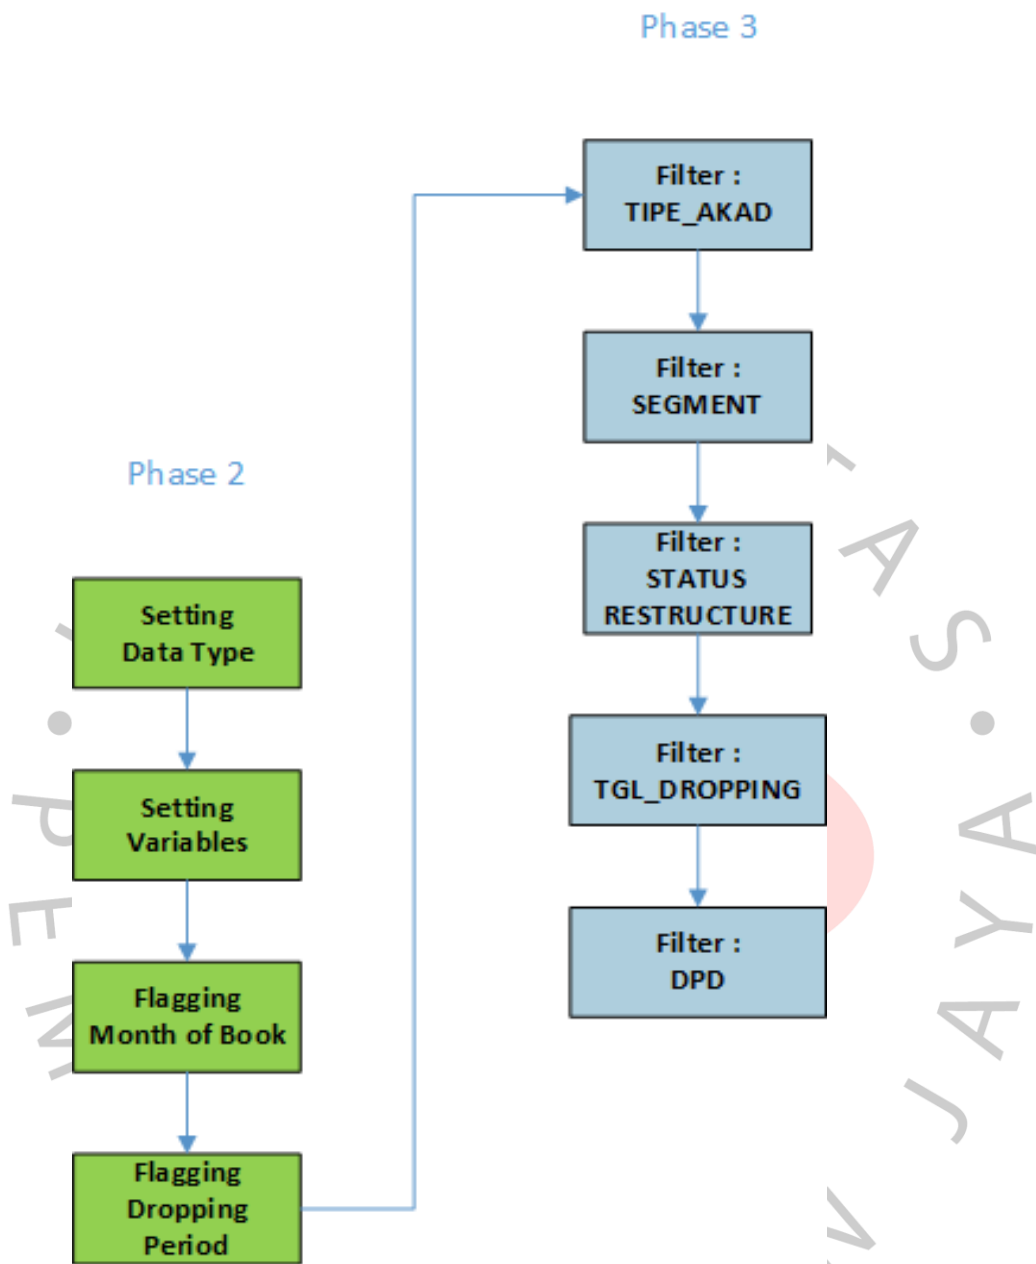 Phase 3
Filter :
TIPE_AKAD
Filter :
SEGMENT
Filter :
STATUS
RESTRUCTURE
Filter :
TGL_DROPPING
Filter :
DPD
Phase 2
Setting
Data Type
Setting
Variables
Flagging
Month of Book
Flagging
Dropping
Period
A S
JAYA